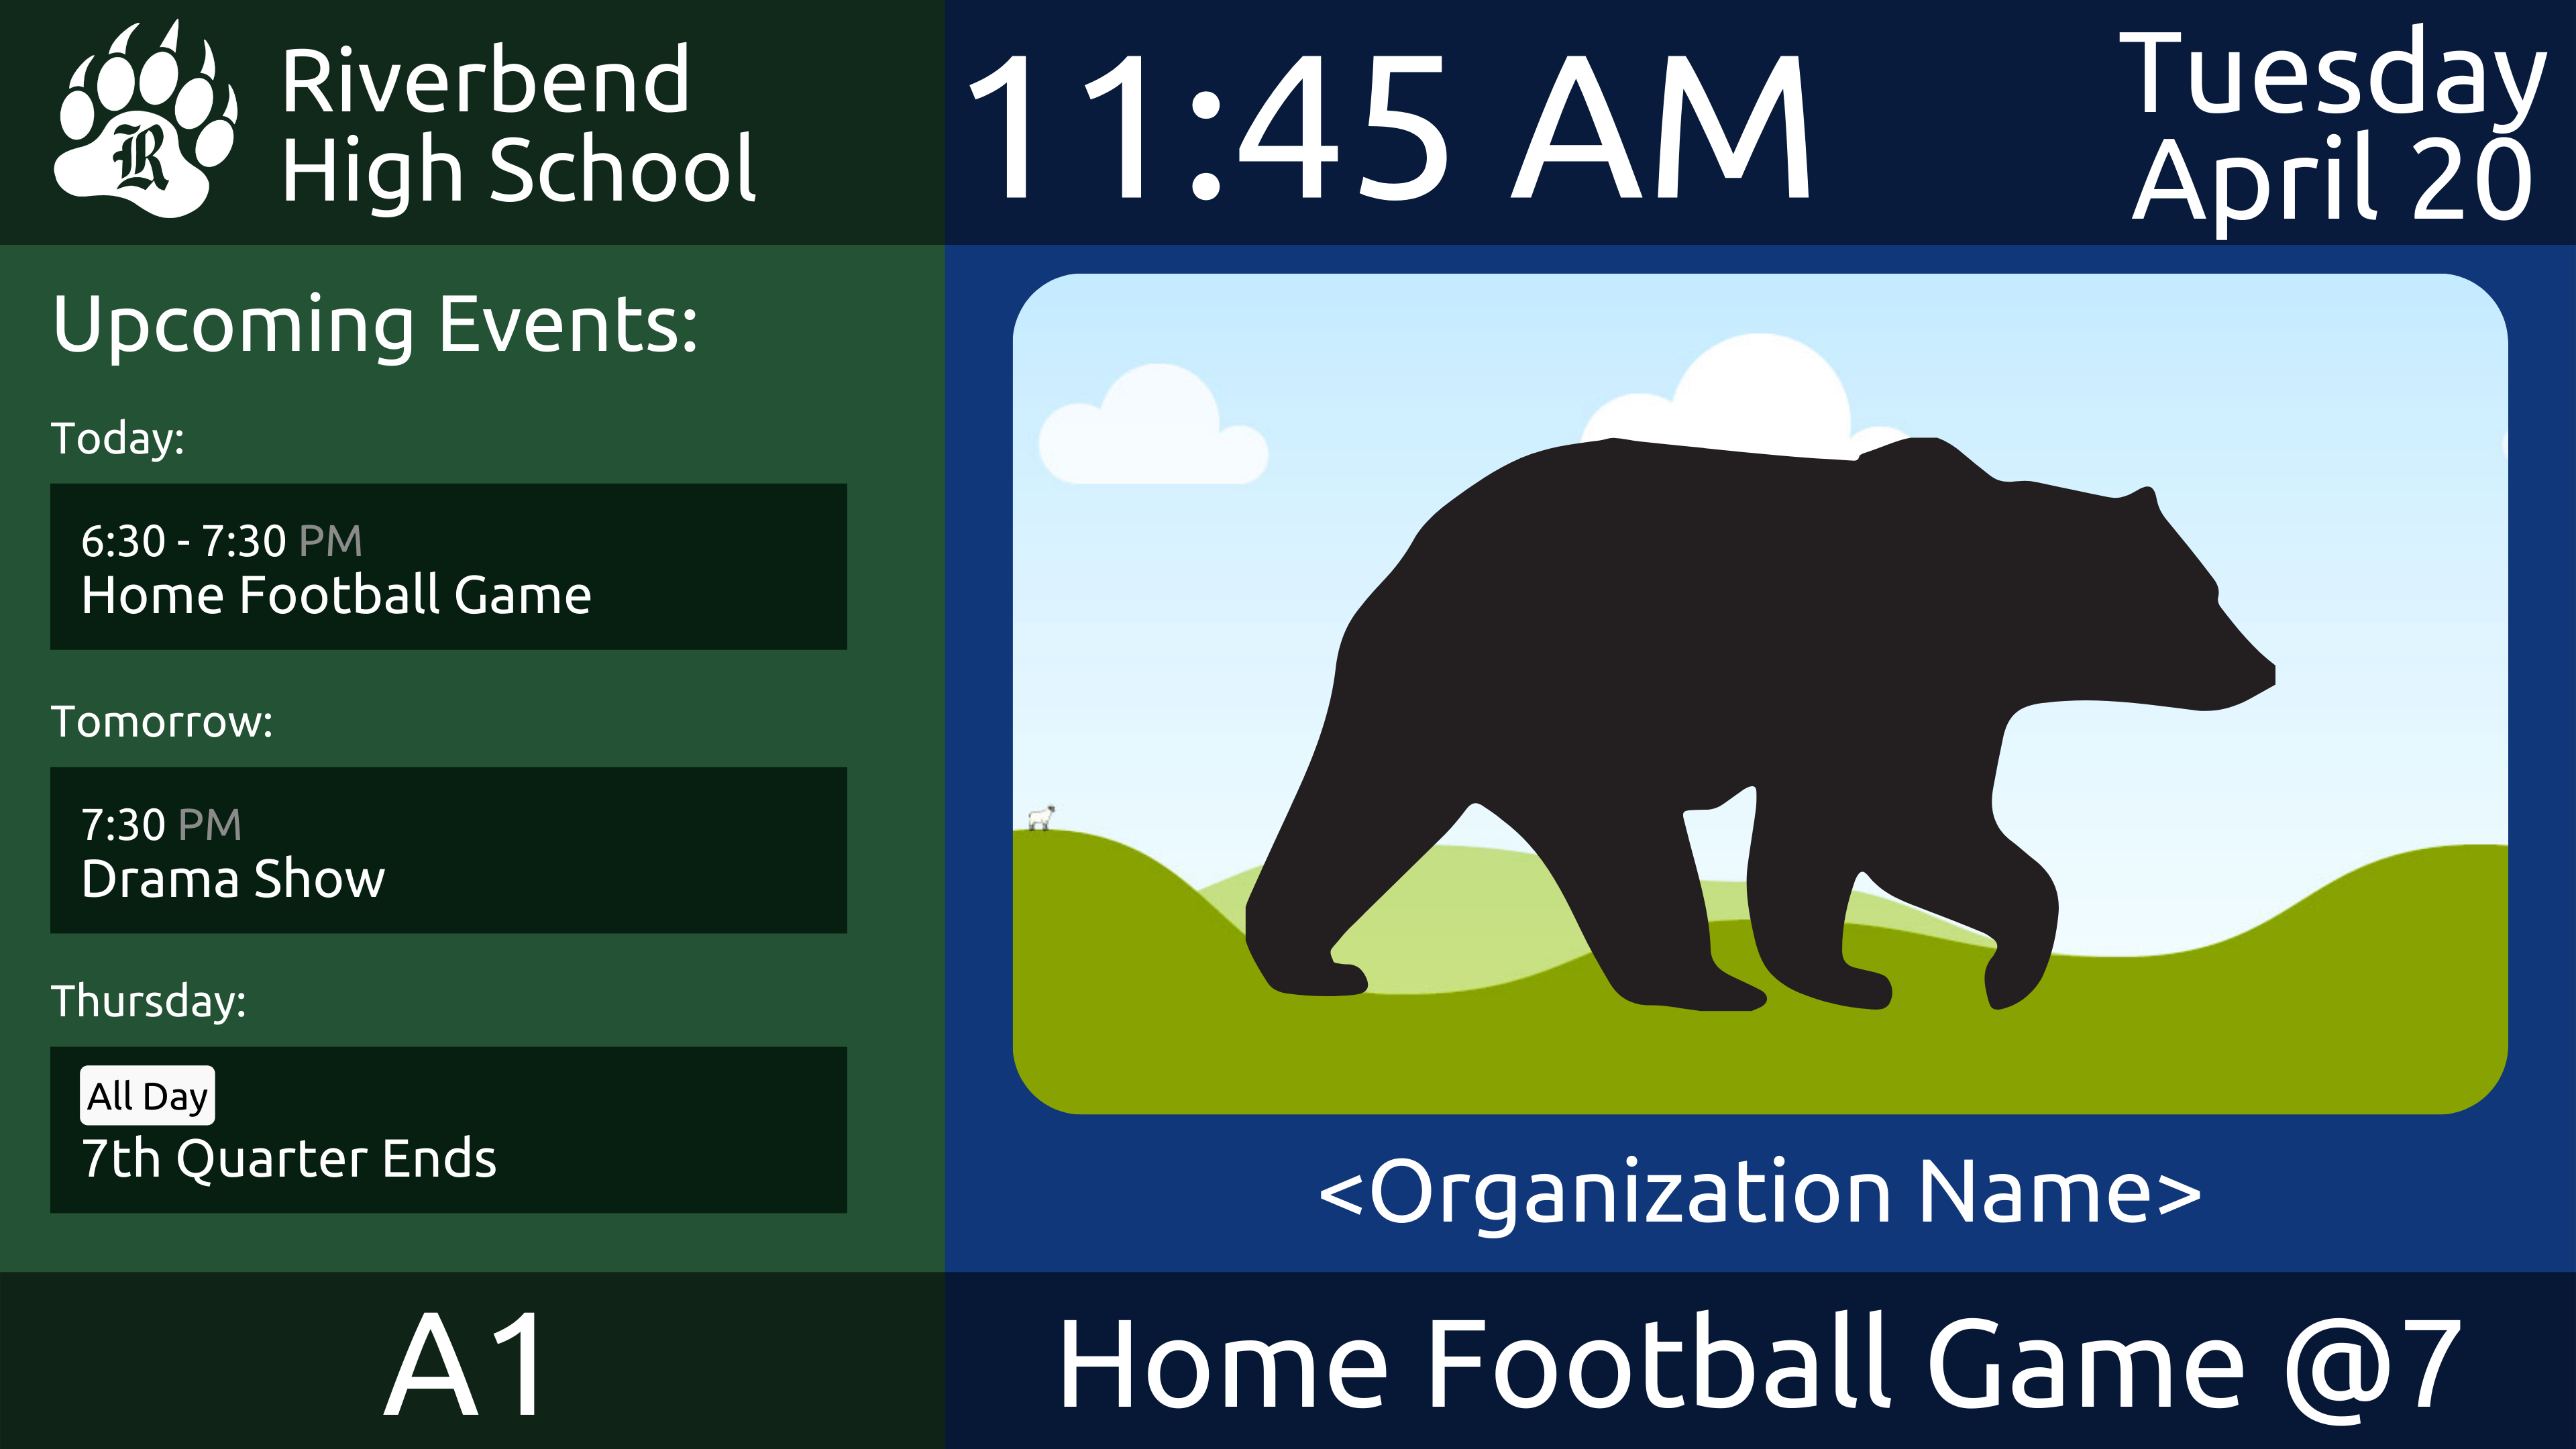 R
Riverbend
High School
11:45 AM
Tuesday
April 20
Upcoming Events:
Today:
6:30 - 7:30 PM
Home Football Game
Tomorrow:
7:30 PM
Drama Show
Thursday:
All Day
7th Quarter Ends
<Organization Name>
A1
Home Football Game @7